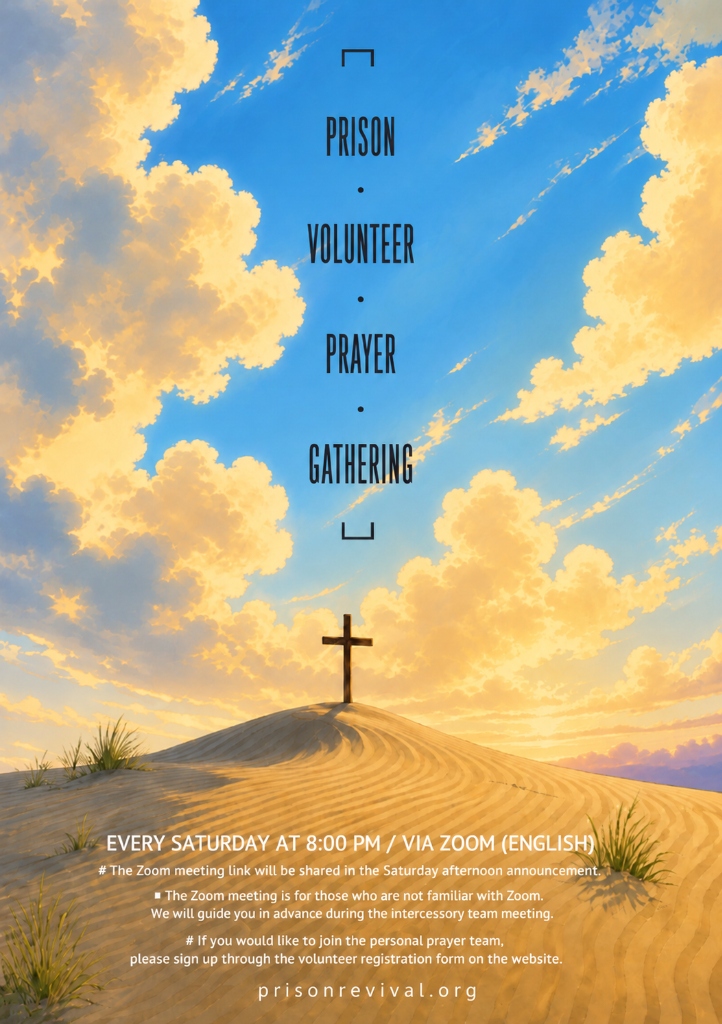 PRISON
•
VOLUNTEER
•
PRAYER
•
GATHERING
EVERY SATURDAY AT 8:00 PM / VIA ZOOM (ENGLISH)
# The Zoom meeting link will be shared in the Saturday afternoon announcement.
■ The Zoom meeting is for those who are not familiar with Zoom.
We will guide you in advance during the intercessory team meeting.
# If you would like to join the personal prayer team,
please sign up through the volunteer registration form on the website.
prisonrevival.org